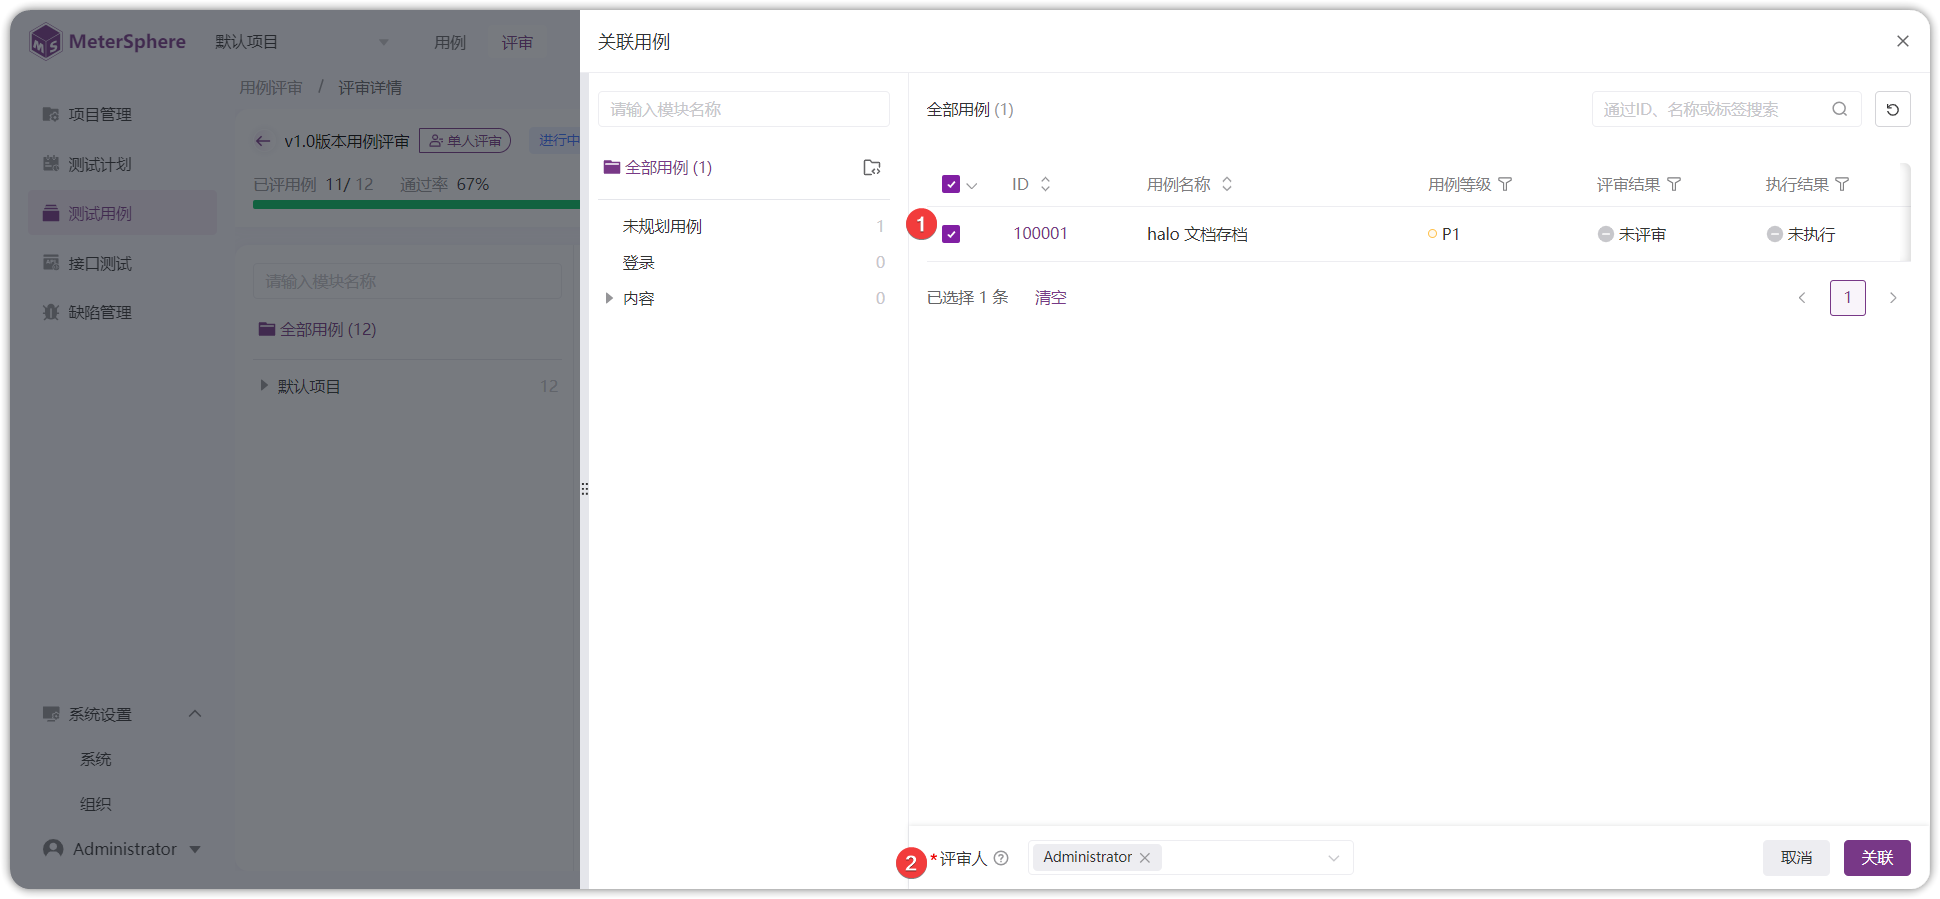 MeterSphere
默认项目
用例
评审
项目管理
测试计划
测试用例
接口测试
缺陷管理
系统设置
系统
组织
Administrator
用例评审 / 评审详情
v1.0版本用例评审 单人评审 进行中
已评用例 11/ 12 通过率 67%
请输入模块名称
全部用例 (12)
默认项目 12
关联用例
请输入模块名称
全部用例 (1)
未规划用例 1
登录 0
内容 0
全部用例 (1)
通过ID、名称或标签搜索
ID 用例名称 用例等级 评审结果 执行结果
1 100001 halo 文档存档 P1 未评审 未执行
已选择 1 条 清空
1
2 *评审人 Administrator
取消
关联